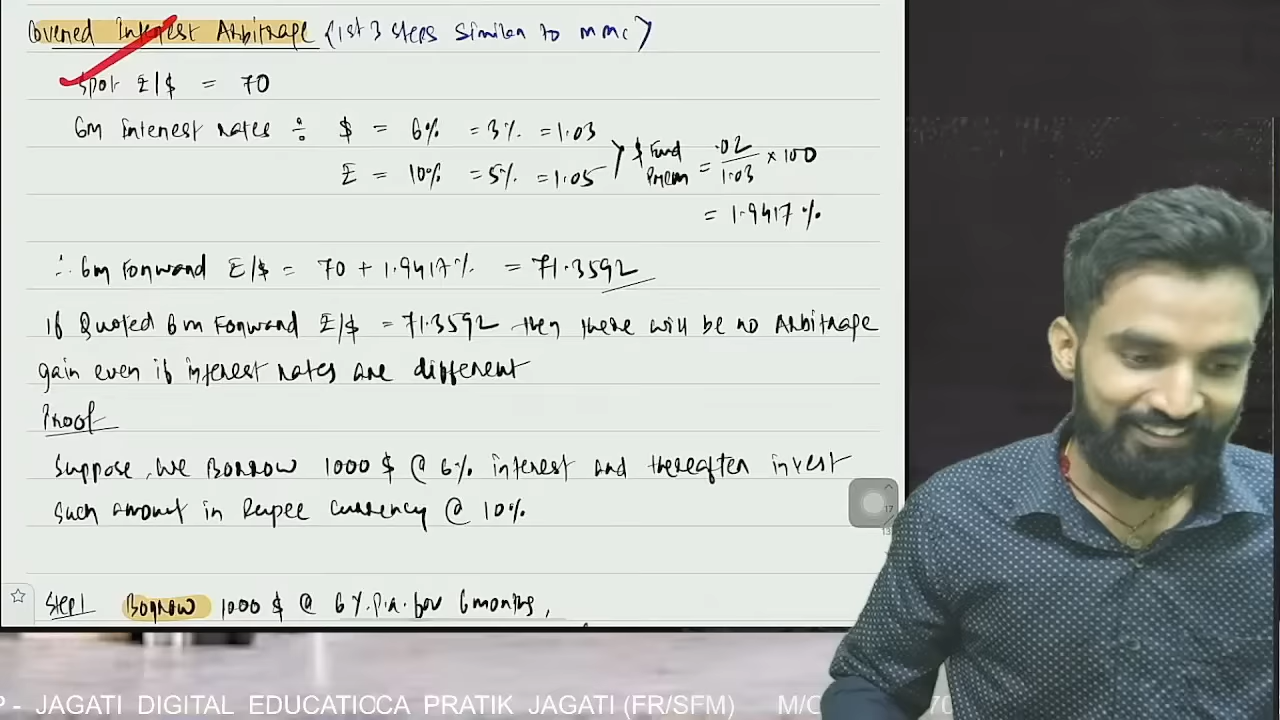 Covered Interest Arbitrage (1st 3 steps similar to MMC)
Spot ₹/$ = 70
6m Interest rates ÷ $ = 6% = 3% = 1.03
₹ = 10% = 5% = 1.05
$ Fwd Prem = .02/1.03 × 100
= 1.9417%
∴ 6m Forward ₹/$ = 70 + 1.9417% = 71.3592
If Quoted 6m Forward ₹/$ = 71.3592 then there will be no Arbitrage
gain even if interest rates are different
Proof
Suppose, we Borrow 1000 $ @ 6% interest and thereafter invest
such amount in Rupee currency @ 10%
Step1 Borrow 1000 $ @ 6% p.a. for 6 months,
17
P - JAGATI DIGITAL EDUCATIOCA PRATIK JAGATI (FR/SFM) M/O 70